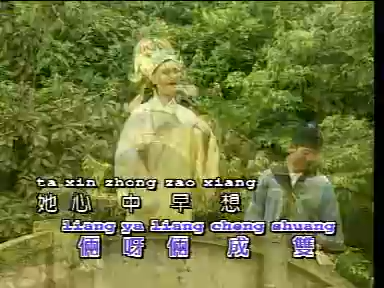 ta xin zhong zao xiang
她心中早想
liang ya liang cheng shuang
倆呀倆成雙